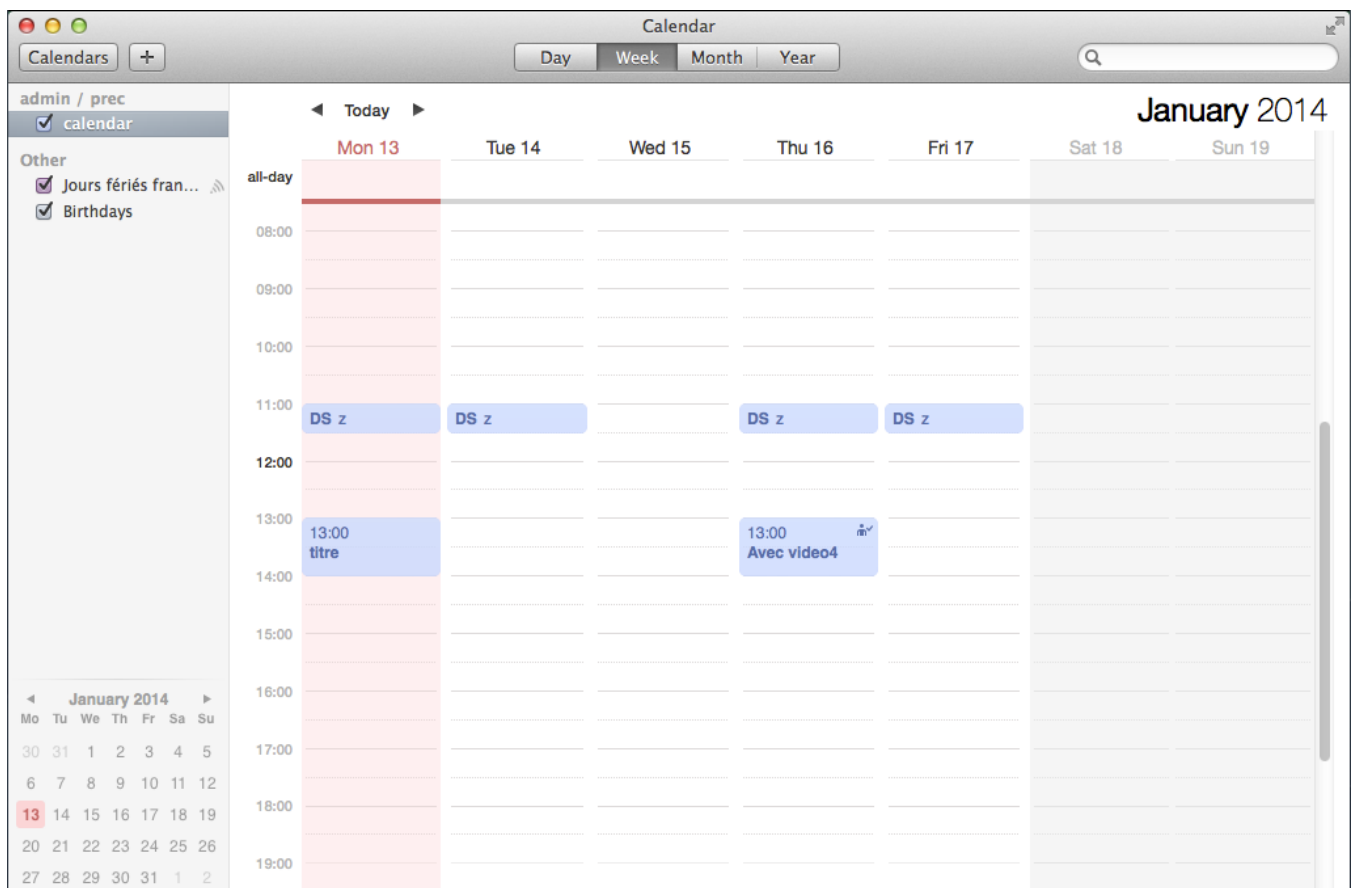 Calendar
Calendars + Day Week Month Year
admin / prec
calendar
Other
Jours fériés fran...
Birthdays
Today
January 2014
Mon 13 Tue 14 Wed 15 Thu 16 Fri 17 Sat 18 Sun 19
all-day
08:00
09:00
10:00
11:00
DS z DS z DS z DS z
12:00
13:00
13:00
titre
13:00
Avec video4
14:00
15:00
16:00
17:00
18:00
19:00
January 2014
Mo Tu We Th Fr Sa Su
30 31 1 2 3 4 5
6 7 8 9 10 11 12
13 14 15 16 17 18 19
20 21 22 23 24 25 26
27 28 29 30 31 1 2